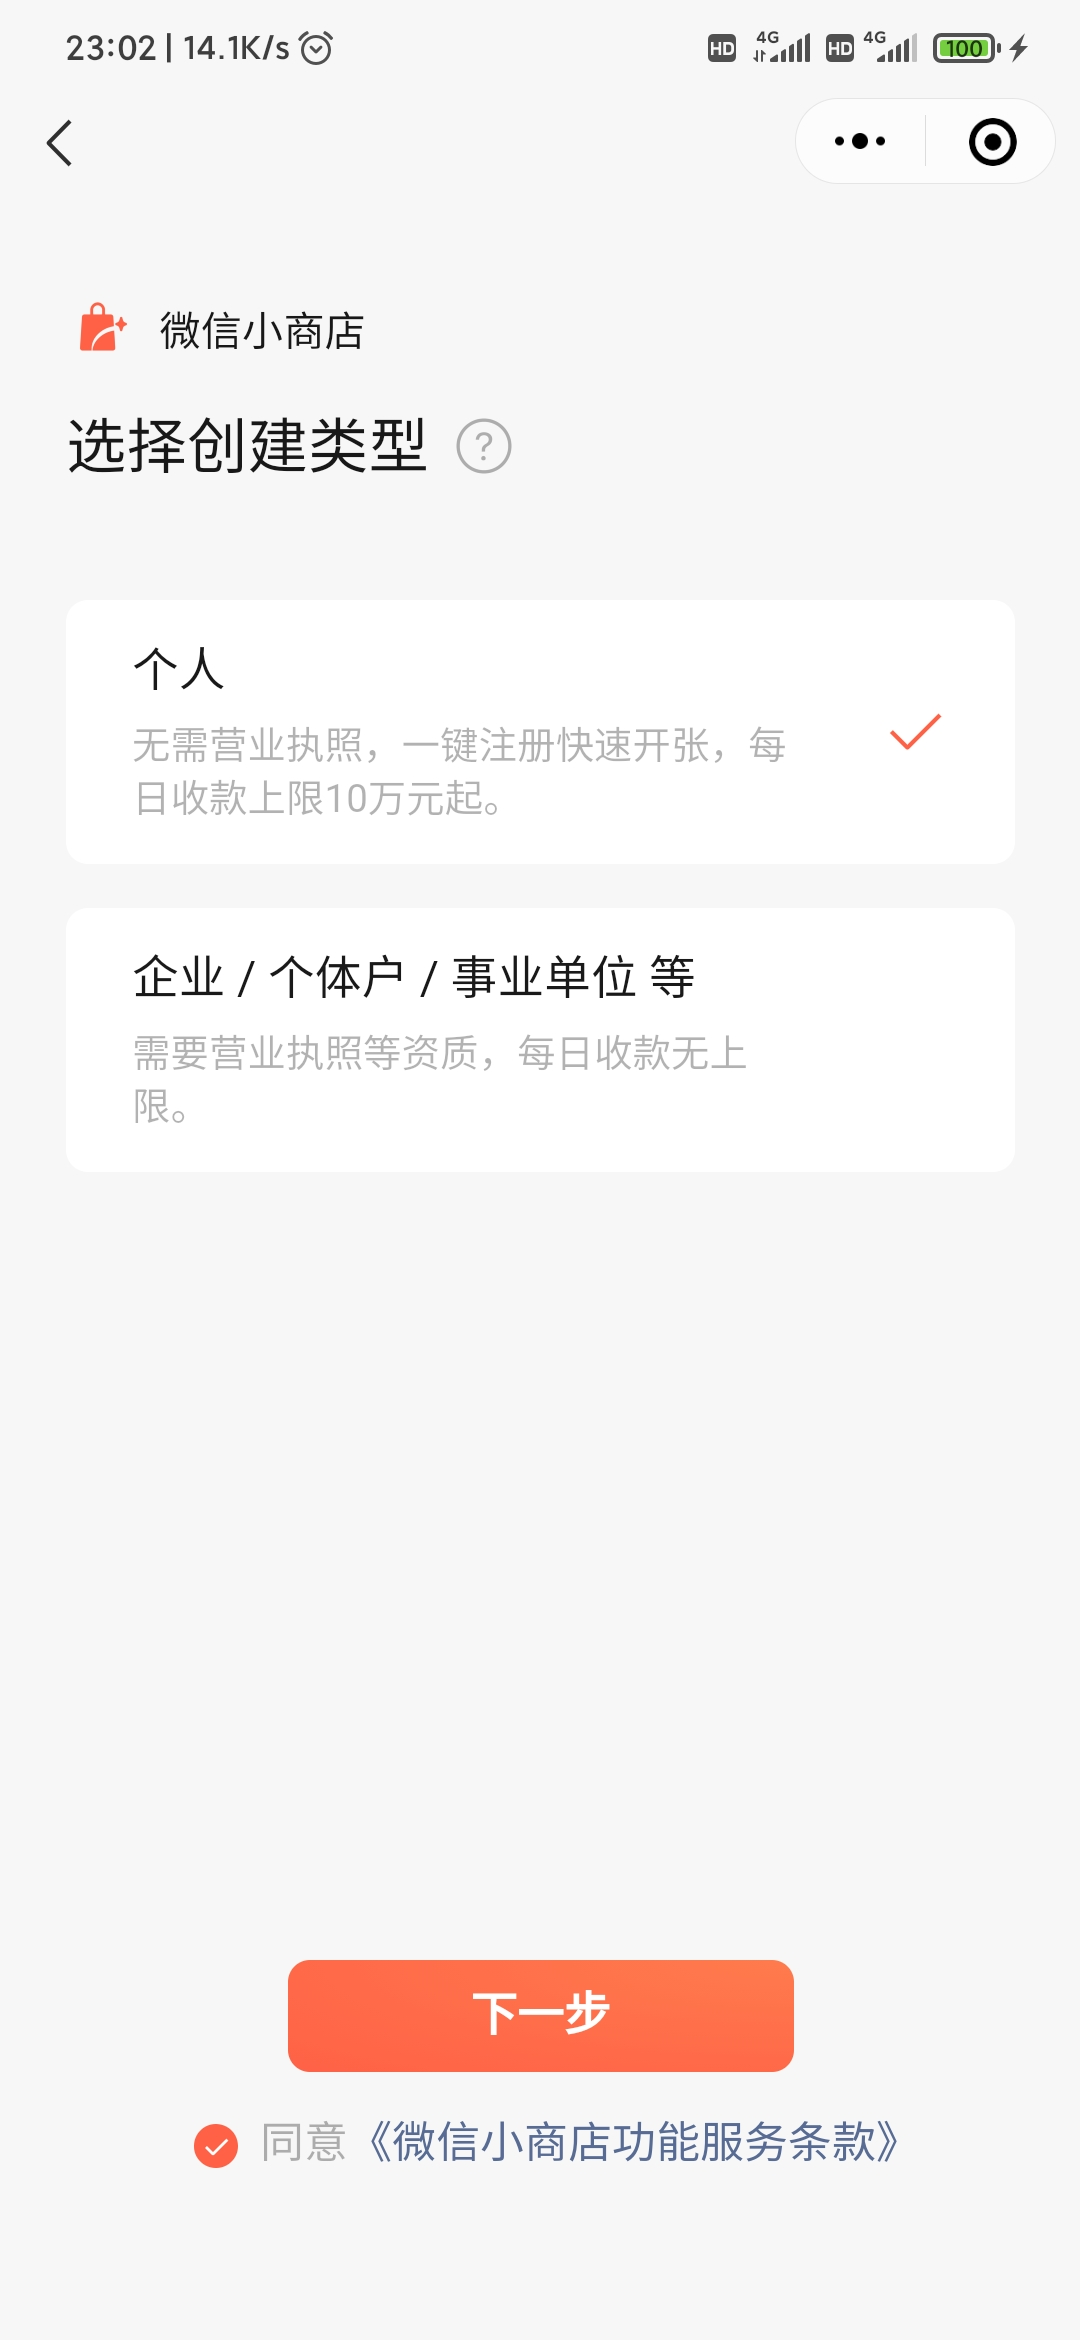 23:02 | 14.1K/s
HD 4G HD 4G 100
微信小商店
选择创建类型 ?
个人
无需营业执照，一键注册快速开张，每
日收款上限10万元起。
企业 / 个体户 / 事业单位 等
需要营业执照等资质，每日收款无上
限。
下一步
同意《微信小商店功能服务条款》